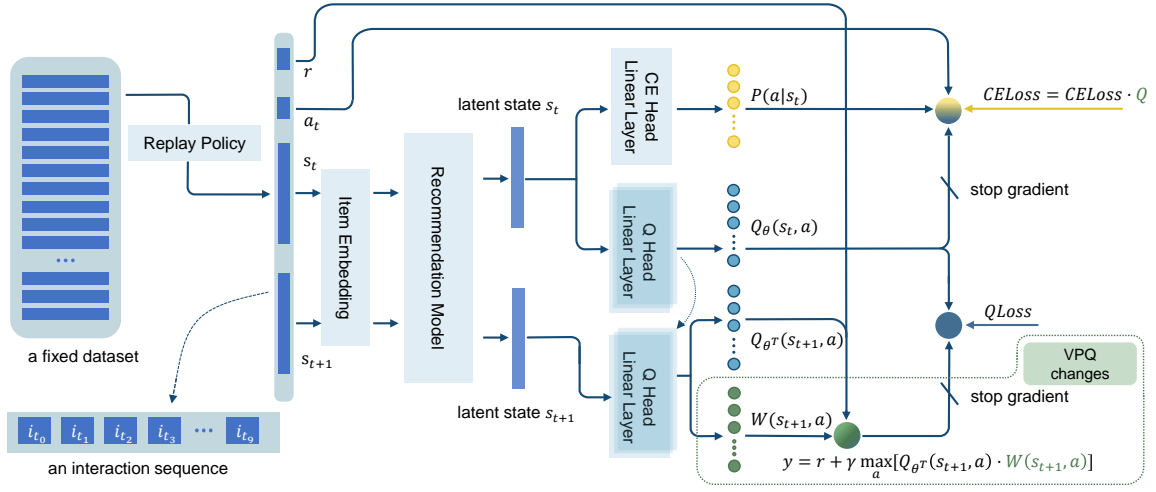 a fixed dataset
Replay Policy
r
a_t
s_t
s_{t+1}
Item Embedding
Recommendation Model
latent state s_t
latent state s_{t+1}
CE Head
Linear Layer
Q Head
Linear Layer
Q Head
Linear Layer
P(a|s_t)
Q_θ(s_t, a)
Q_{θ^T}(s_{t+1}, a)
W(s_{t+1}, a)
CELoss = CELoss · Q
stop gradient
QLoss
VPQ
changes
stop gradient
y = r + γ max_a[Q_{θ^T}(s_{t+1}, a) · W(s_{t+1}, a)]
...
i_{t_0} i_{t_1} i_{t_2} i_{t_3} ... i_{t_9}
an interaction sequence